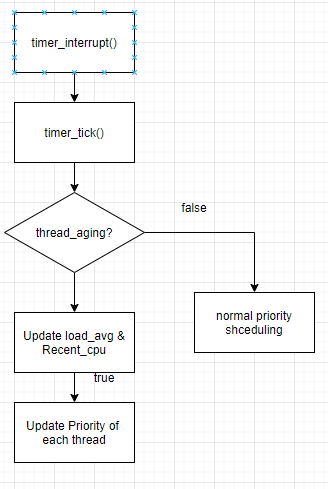 timer_interrupt()
timer_tick()
false
thread_aging?
normal priority
shceduling
Update load_avg &
Recent_cpu
true
Update Priority of
each thread